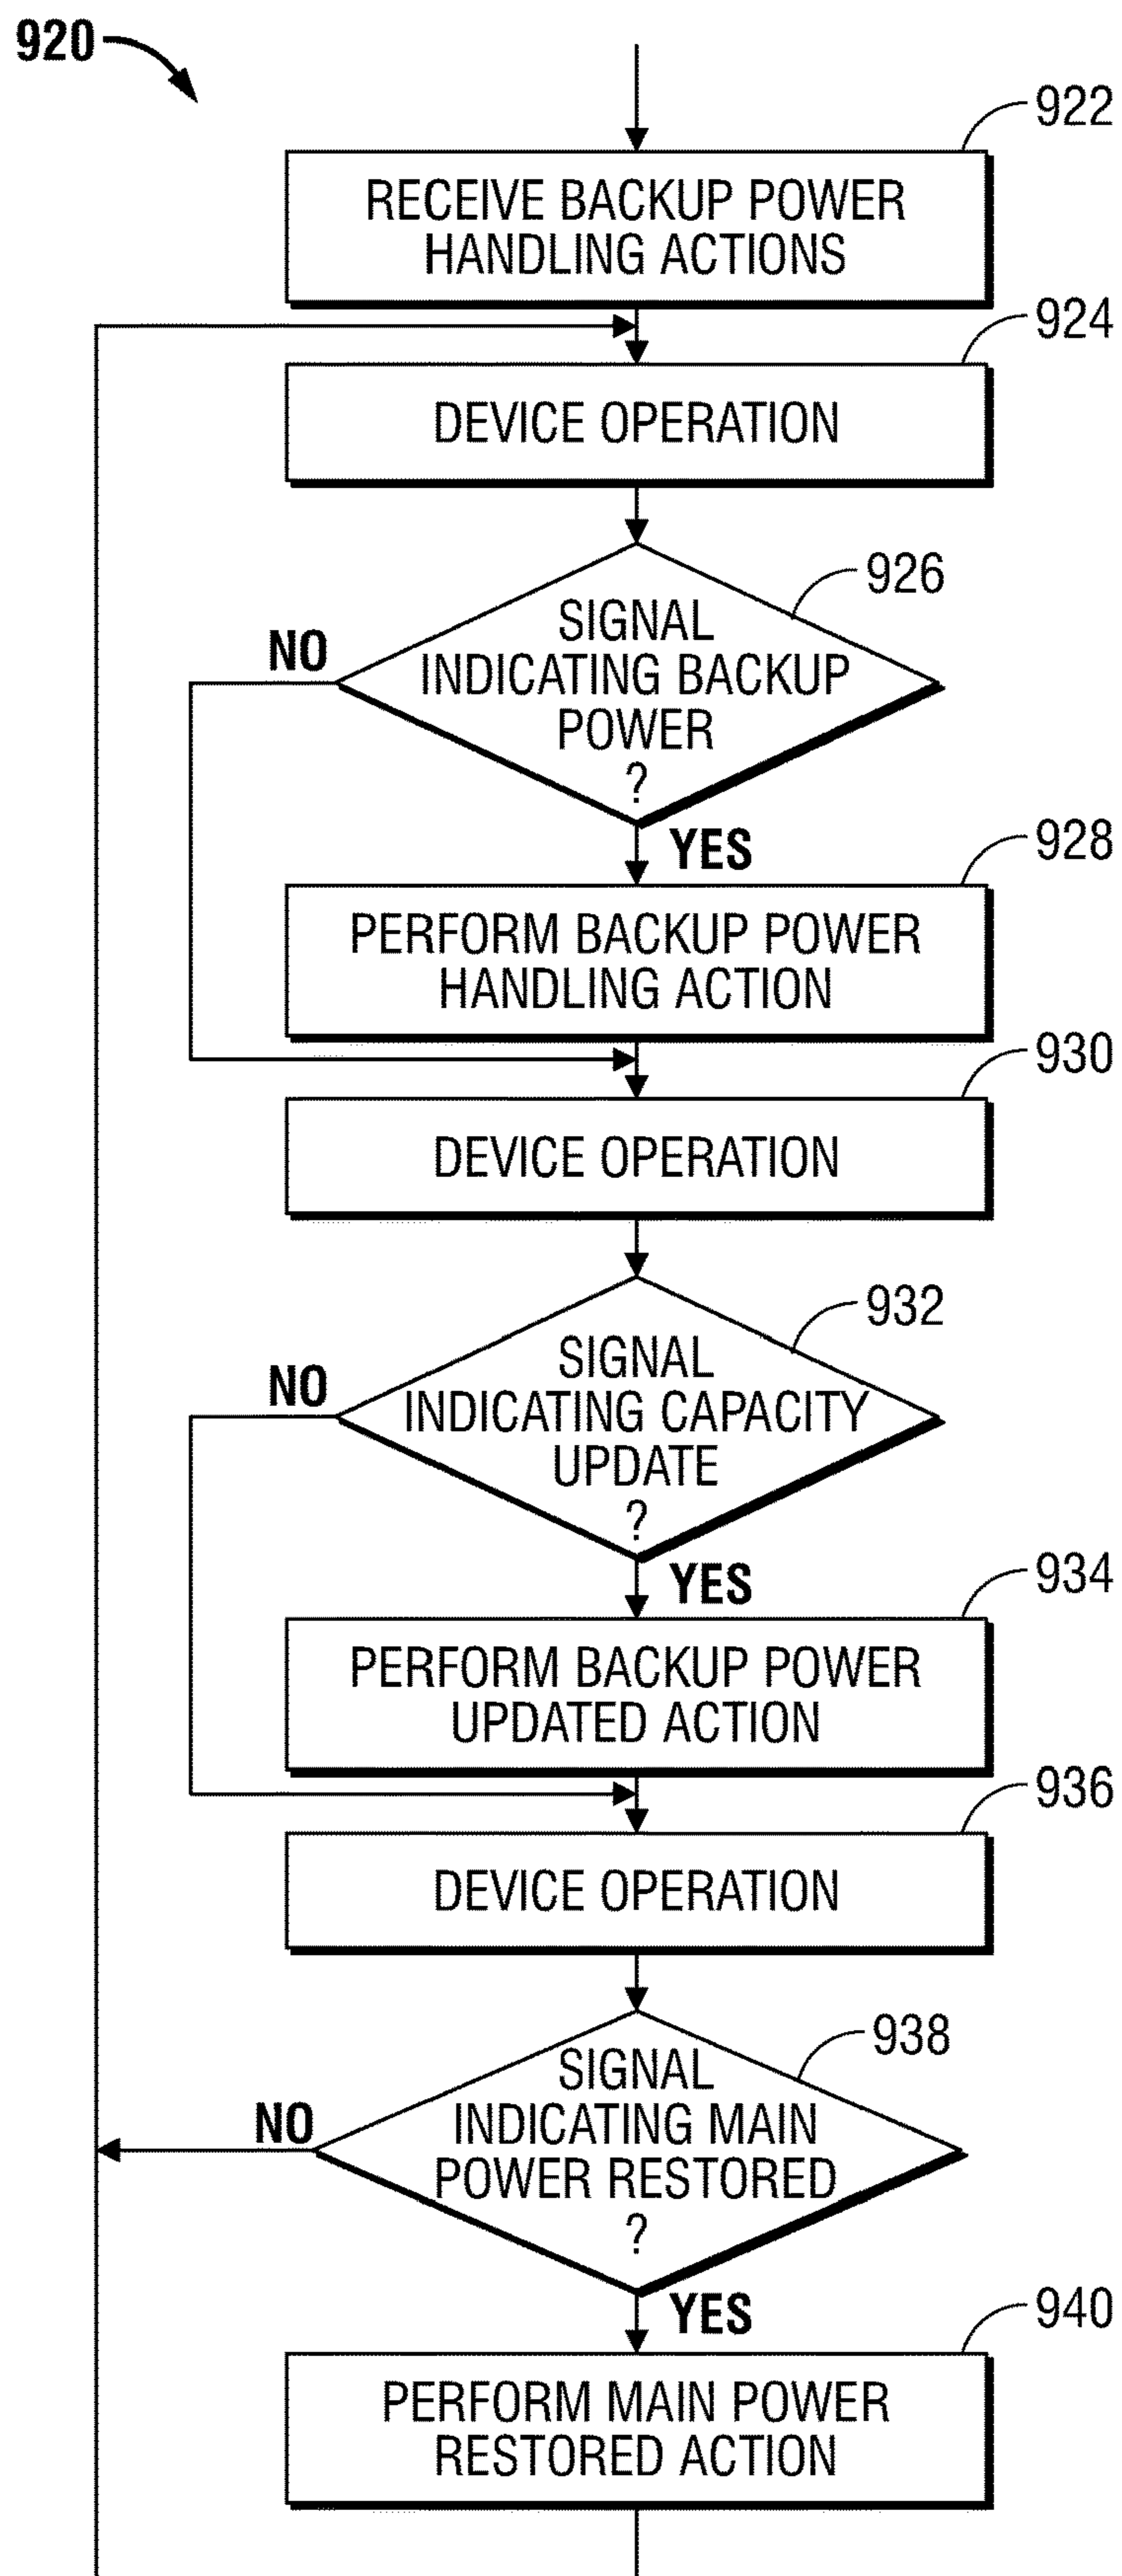 920
922
RECEIVE BACKUP POWER
HANDLING ACTIONS
924
DEVICE OPERATION
926
SIGNAL
INDICATING BACKUP
POWER
?
NO
YES
928
PERFORM BACKUP POWER
HANDLING ACTION
930
DEVICE OPERATION
932
SIGNAL
INDICATING CAPACITY
UPDATE
?
NO
YES
934
PERFORM BACKUP POWER
UPDATED ACTION
936
DEVICE OPERATION
938
SIGNAL
INDICATING MAIN
POWER RESTORED
?
NO
YES
940
PERFORM MAIN POWER
RESTORED ACTION